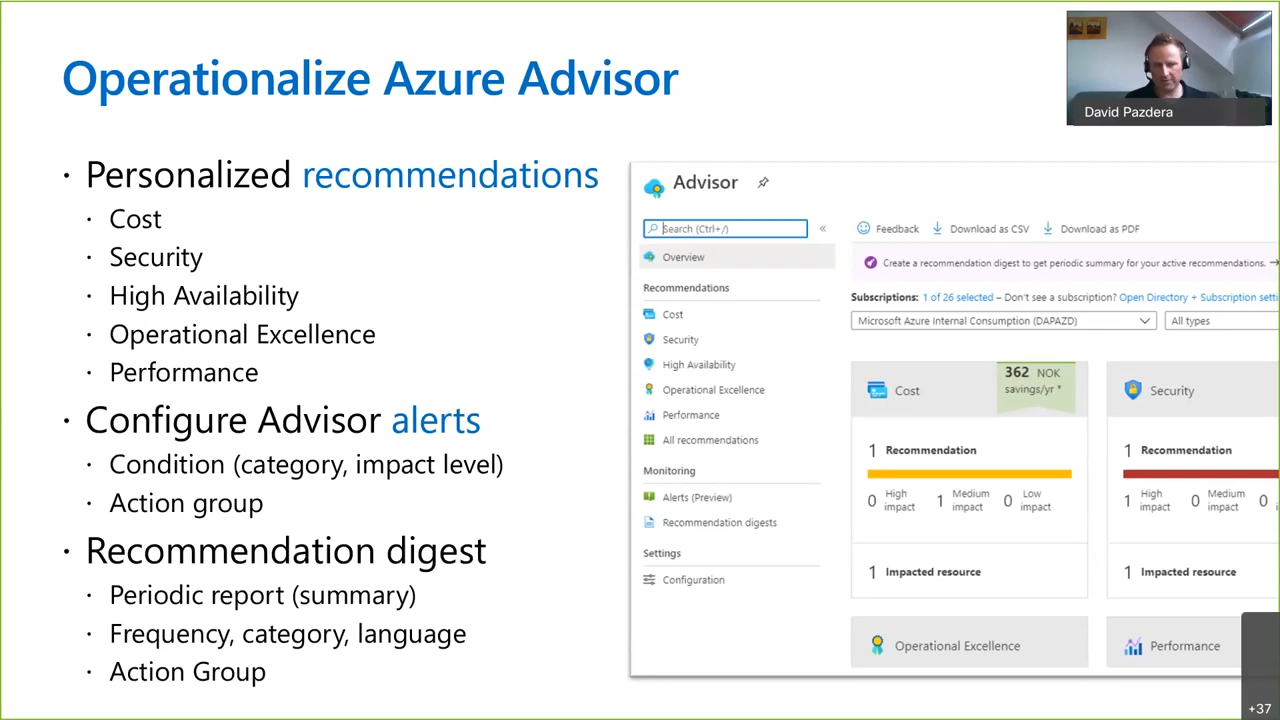 Operationalize Azure Advisor
David Pazdera
· Personalized recommendations
· Cost
· Security
· High Availability
· Operational Excellence
· Performance
· Configure Advisor alerts
· Condition (category, impact level)
· Action group
· Recommendation digest
· Periodic report (summary)
· Frequency, category, language
· Action Group
Advisor
Search (Ctrl+/)
«
Overview
Recommendations
Cost
Security
High Availability
Operational Excellence
Performance
All recommendations
Monitoring
Alerts (Preview)
Recommendation digests
Settings
Configuration
Feedback Download as CSV Download as PDF
Create a recommendation digest to get periodic summary for your active recommendations. →
Subscriptions: 1 of 26 selected – Don't see a subscription? Open Directory + Subscription setti
Microsoft Azure Internal Consumption (DAPAZD) All types
Cost
362 NOK
savings/yr *
1 Recommendation
0 High impact 1 Medium impact 0 Low impact
1 Impacted resource
Security
1 Recommendation
1 High impact 0 Medium impact 0
1 Impacted resource
Operational Excellence
Performance
+37